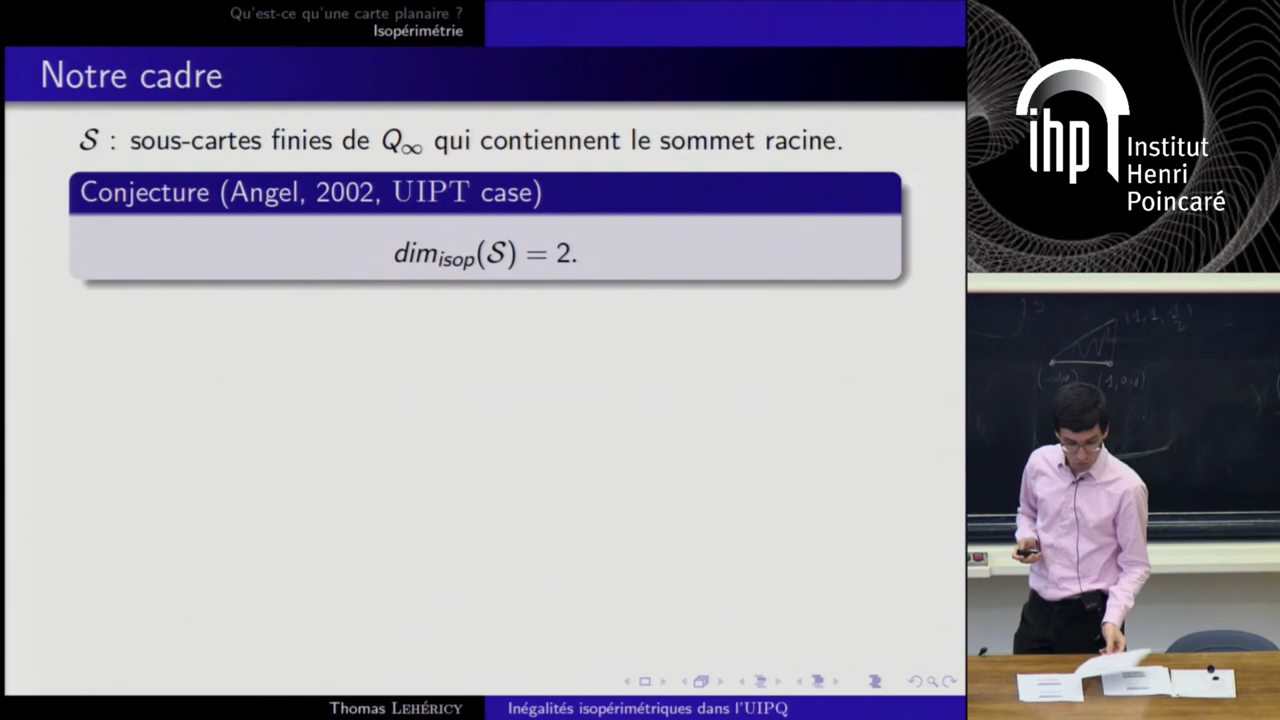 Qu'est-ce qu'une carte planaire ?
Isopérimétrie
Notre cadre
𝒮 : sous-cartes finies de Q∞ qui contiennent le sommet racine.
Conjecture (Angel, 2002, UIPT case)
dim_isop(𝒮) = 2.
Thomas Lehéricy
Inégalités isopérimétriques dans l'UIPQ
ihp Institut
Henri
Poincaré